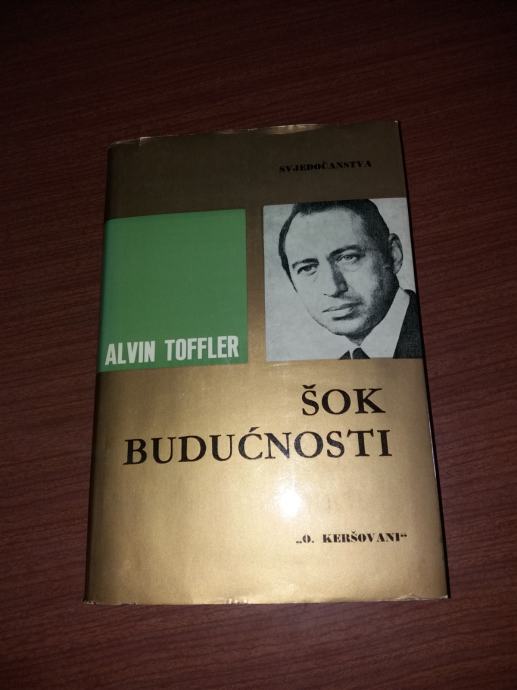 SVJEDOČANSTVA
ALVIN TOFFLER
ŠOK
BUDUĆNOSTI
„O. KERŠOVANI“